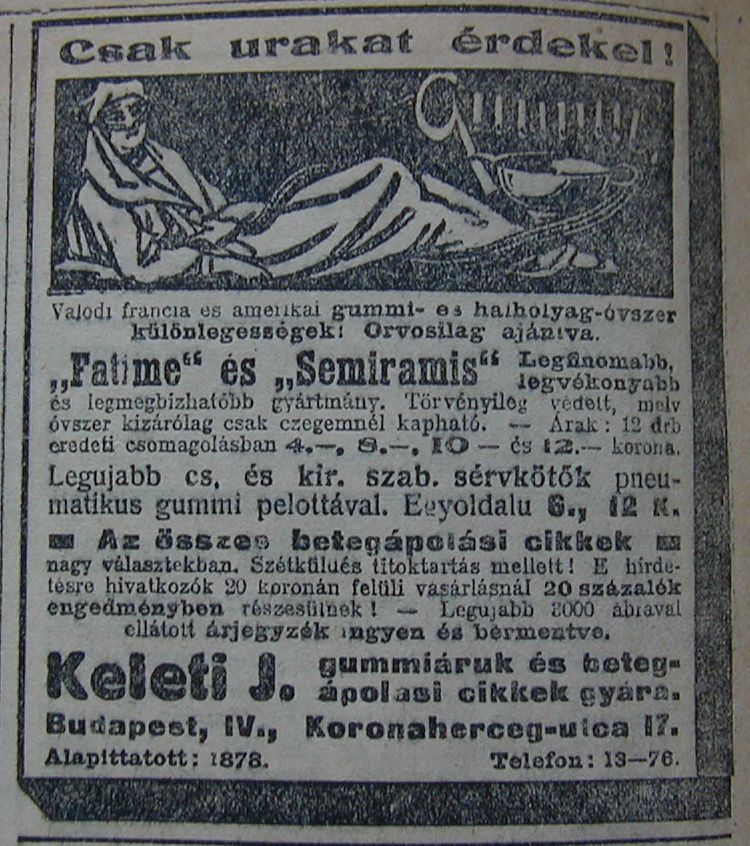 Csak urakat érdekel!
Gummy.
Valodi francia es amerikai gummi- es halholyag-óvszer
különlegességek! Orvosilag ajánlva.
„Fatime“ és „Semiramis“ Legfinomabb,
legvékonyabb
és legmegbizhatóbb gyártmány. Törvényileg védett, mely
óvszer kizárólag csak czegemnél kapható. — Árak: 12 drb
eredeti csomagolásban 4.—, 8.—, 10 — és 12.— korona.
Legujabb cs, és kir. szab. sérvkötők pneu-
matikus gummi pelottával. Egyoldalu 6., 12 K.
Az összes betegápolási cikkek
nagy választekban. Szétküldés titoktartás mellett! E hirde-
tésre hivatkozók 20 koronán felüli vasárlásnál 20 százalék
engedményben részesülnek! — Legujabb 3000 ábraval
ellátott árjegyzék ingyen és bérmentve.
Keleti J. gummiáruk és beteg-
ápolasi cikkek gyára.
Budapest, IV., Koronaherceg-utca 17.
Alapittatott: 1878. Telefon: 13—76.